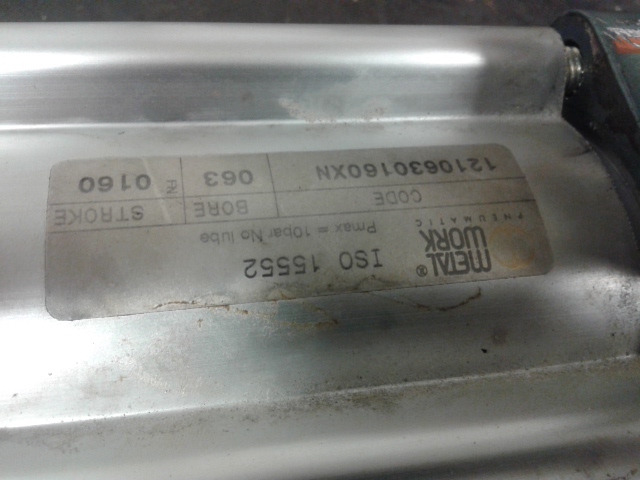 METAL® WORK
PNEUMATIC
ISO 15552
Pmax = 10bar No lube
CODE BORE STROKE
1210630160XN 063 0160